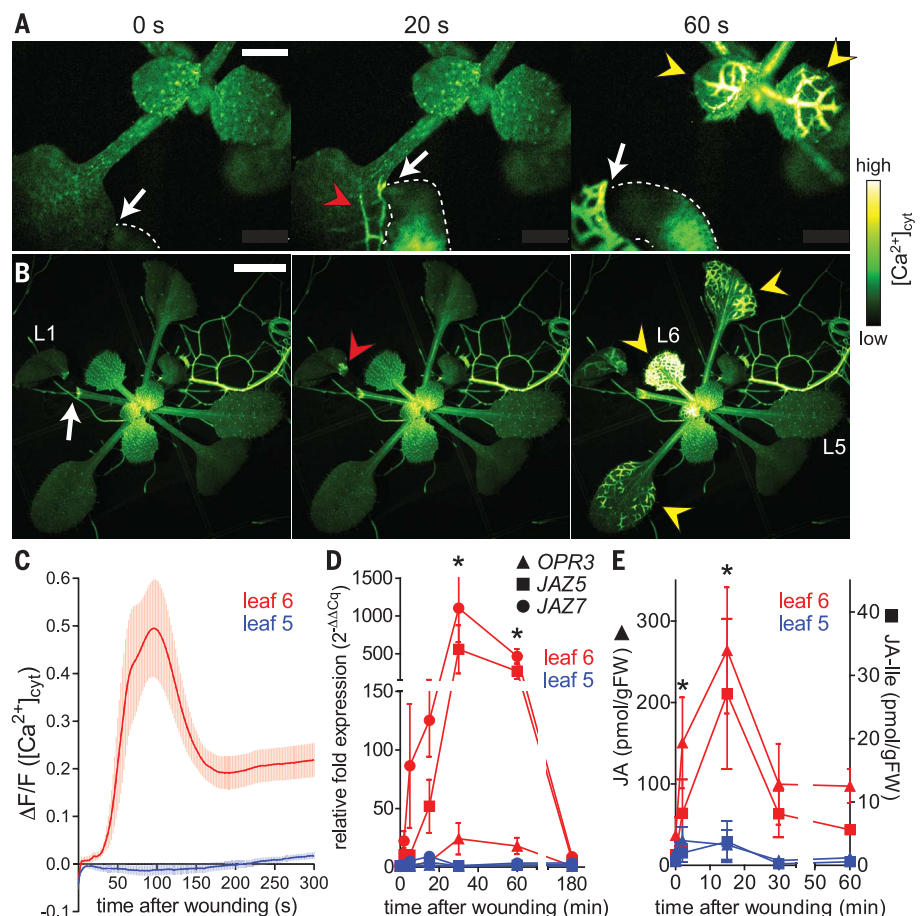 A 0 s 20 s 60 s
high
[Ca2+]cyt
low
B
L1
L6
L5
C
0.6
0.5
0.4
0.3
0.2
0.1
0.0
-0.1
ΔF/F ([Ca2+]cyt)
leaf 6
leaf 5
50 100 150 200 250 300
time after wounding (s)
D
* OPR3
JAZ5
JAZ7
1500
1000
500
150
100
50
0
relative fold expression (2-ΔΔCq)
*
leaf 6
leaf 5
0 20 40 60 180
time after wounding (min)
E
*
*
leaf 6
leaf 5
300
200
100
0
JA (pmol/gFW)
40
30
20
10
0
JA-Ile
(pmol/gFW)
0 10 20 30 40 60
time after wounding (min)